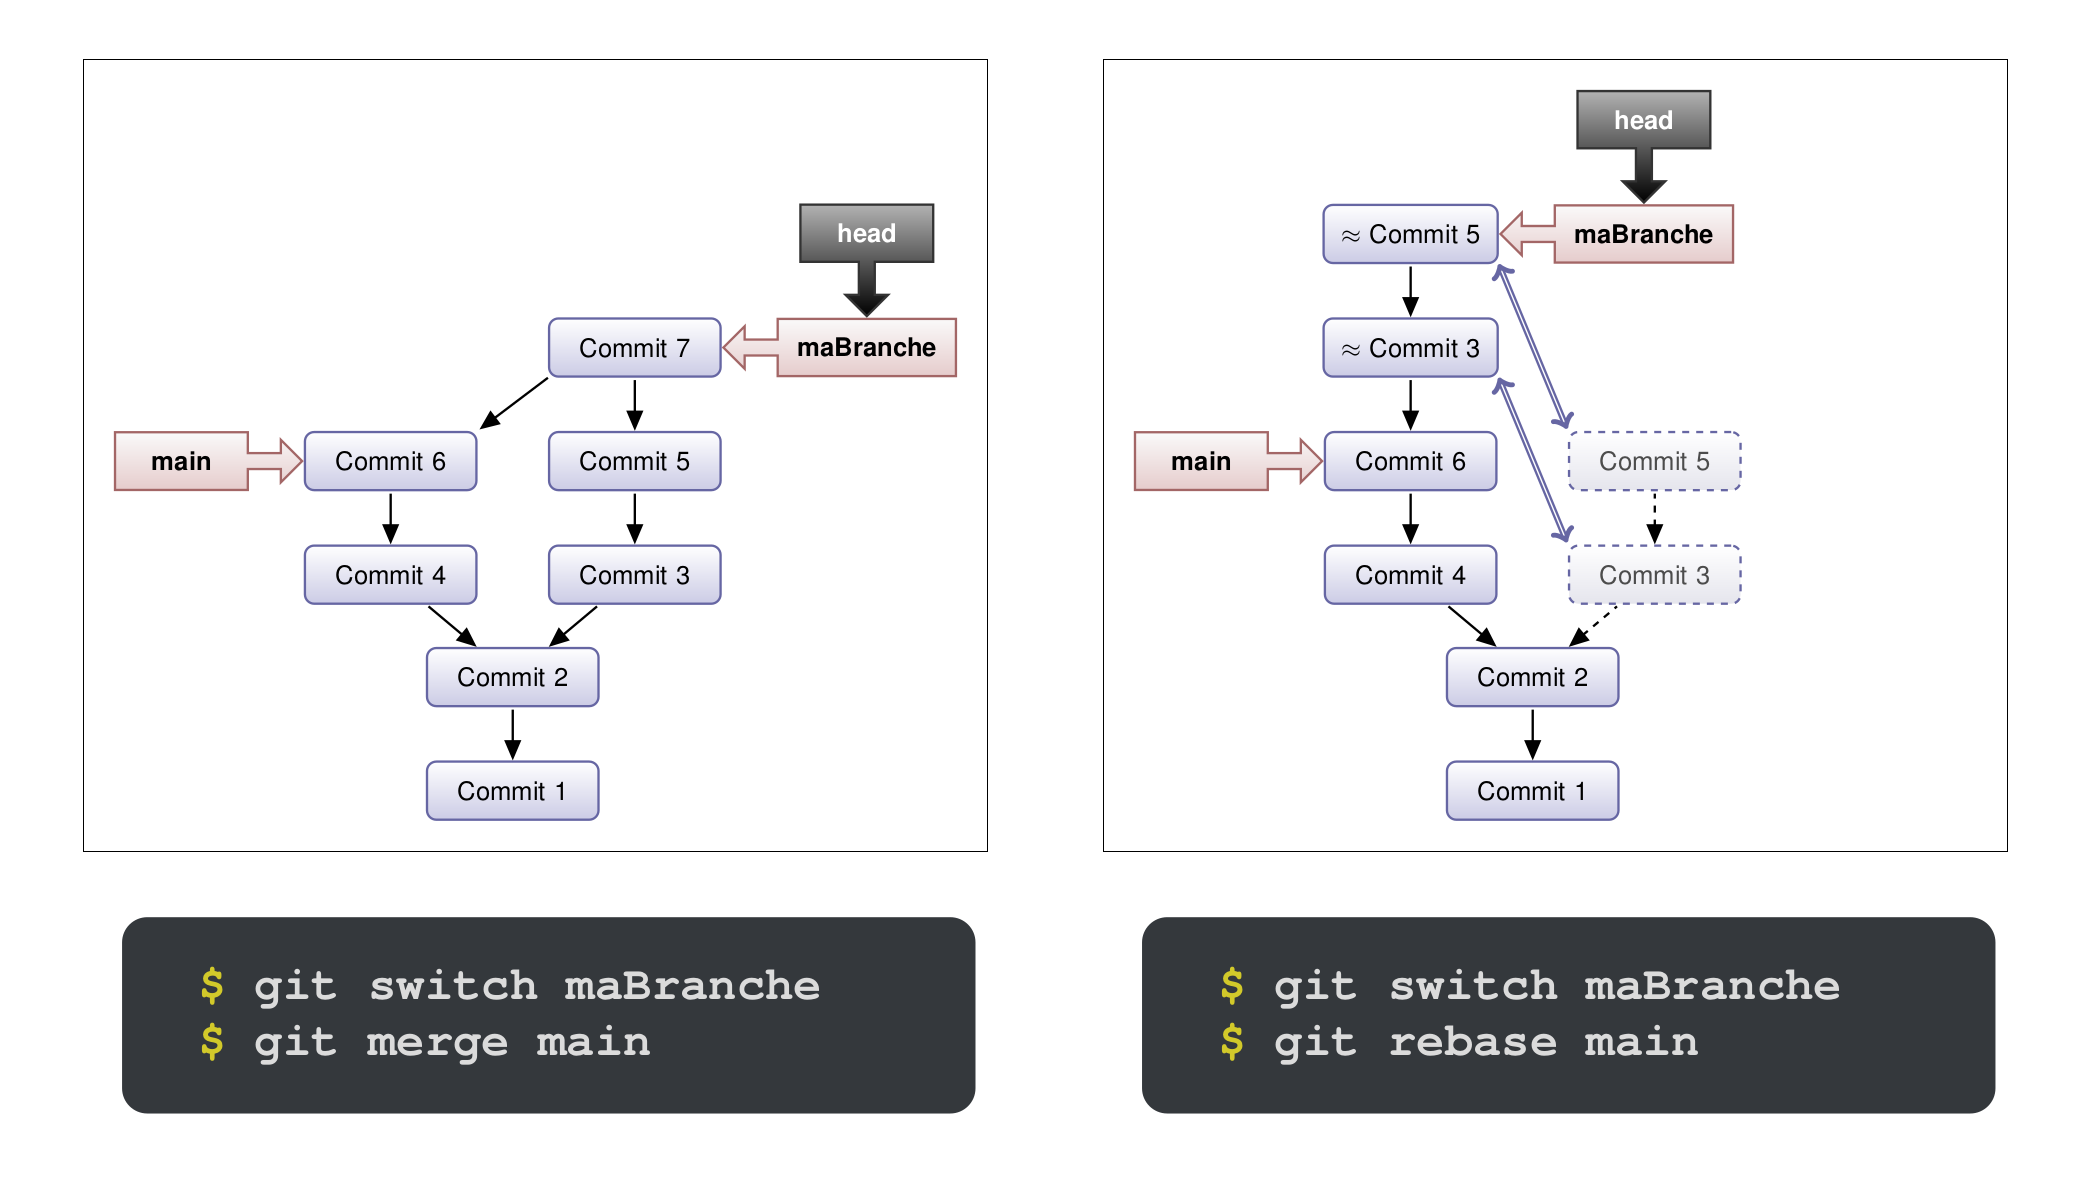 head
Commit 7
maBranche
main
Commit 6
Commit 5
Commit 4
Commit 3
Commit 2
Commit 1
$ git switch maBranche
$ git merge main
head
≈ Commit 5
maBranche
≈ Commit 3
main
Commit 6
Commit 5
Commit 4
Commit 3
Commit 2
Commit 1
$ git switch maBranche
$ git rebase main